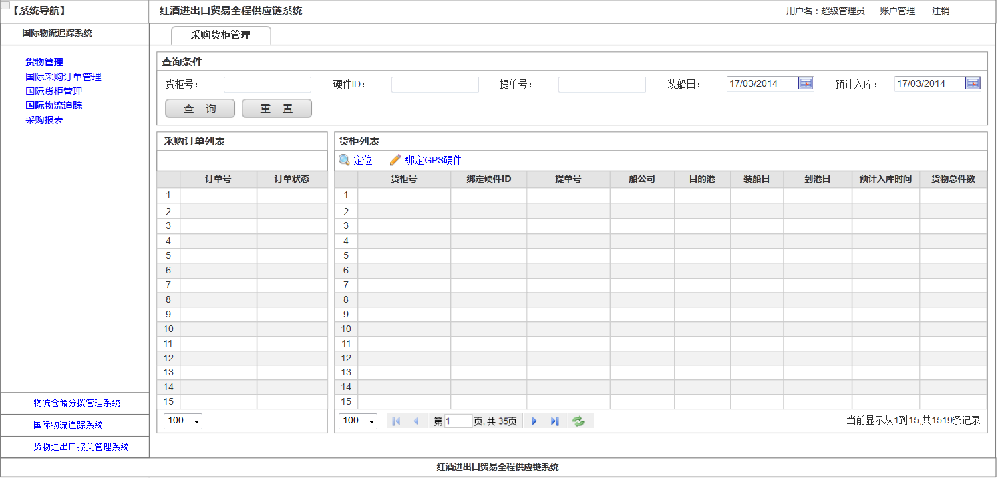 【系统导航】
红酒进出口贸易全程供应链系统
用户名：超级管理员 账户管理 注销
国际物流追踪系统
采购货柜管理
货物管理
国际采购订单管理
国际货柜管理
国际物流追踪
采购报表
查询条件
货柜号： 硬件ID： 提单号： 装船日： 17/03/2014 预计入库： 17/03/2014
查 询 重 置
采购订单列表
订单号 订单状态
1
2
3
4
5
6
7
8
9
10
11
12
13
14
15
100
货柜列表
定位 绑定GPS硬件
货柜号 绑定硬件ID 提单号 船公司 目的港 装船日 到港日 预计入库时间 货物总件数
1
2
3
4
5
6
7
8
9
10
11
12
13
14
15
100 第 1 页, 共 35页 当前显示从1到15,共1519条记录
物流仓储分拨管理系统
国际物流追踪系统
货物进出口报关管理系统
红酒进出口贸易全程供应链系统